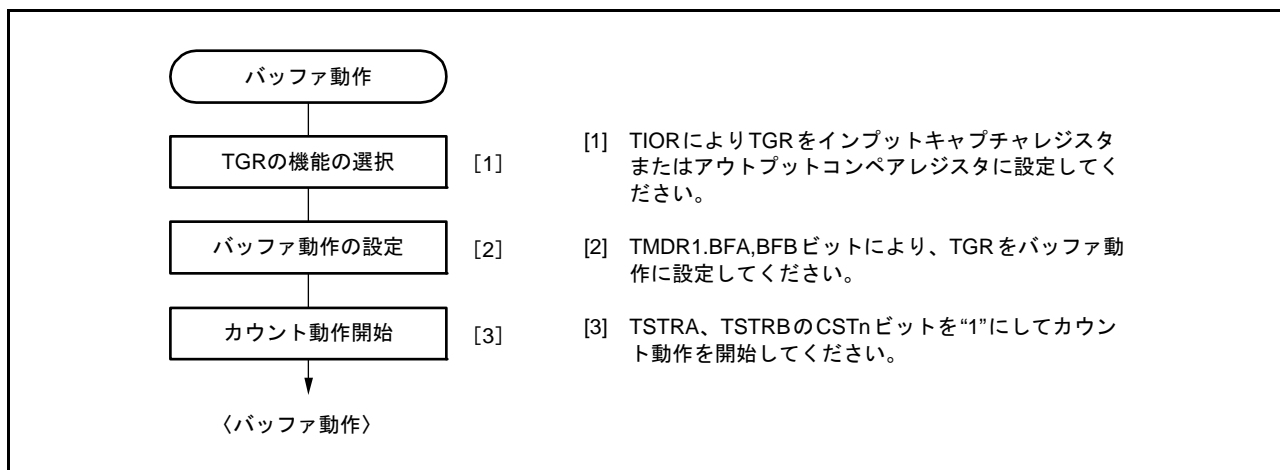 バッファ動作
TGRの機能の選択 [1]
バッファ動作の設定 [2]
カウント動作開始 [3]
〈バッファ動作〉
[1] TIORによりTGRをインプットキャプチャレジスタ
またはアウトプットコンペアレジスタに設定してく
ださい。
[2] TMDR1.BFA,BFBビットにより、TGRをバッファ動
作に設定してください。
[3] TSTRA、TSTRBのCSTnビットを“1”にしてカウン
ト動作を開始してください。